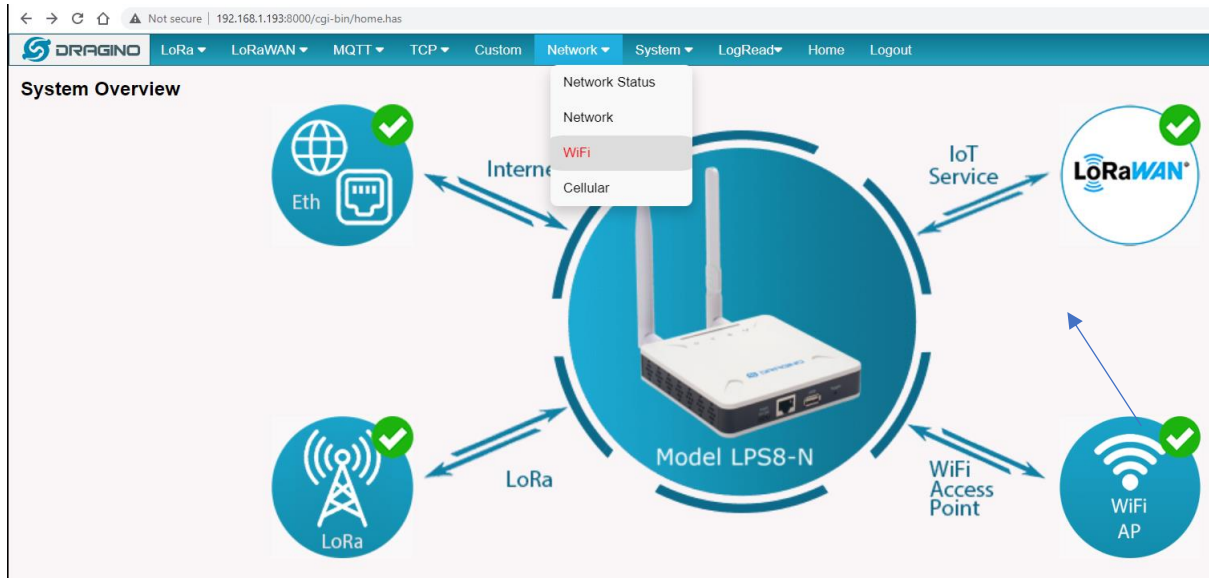 Not secure | 192.168.1.193:8000/cgi-bin/home.has
DRAGINO LoRa LoRaWAN MQTT TCP Custom Network System LogRead Home Logout
System Overview
Network Status
Network
WiFi
Cellular
Eth
Interne
IoT
Service
LoRaWAN
DRAGINO
Model LPS8-N
LoRa
LoRa
WiFi
Access
Point
WiFi
AP